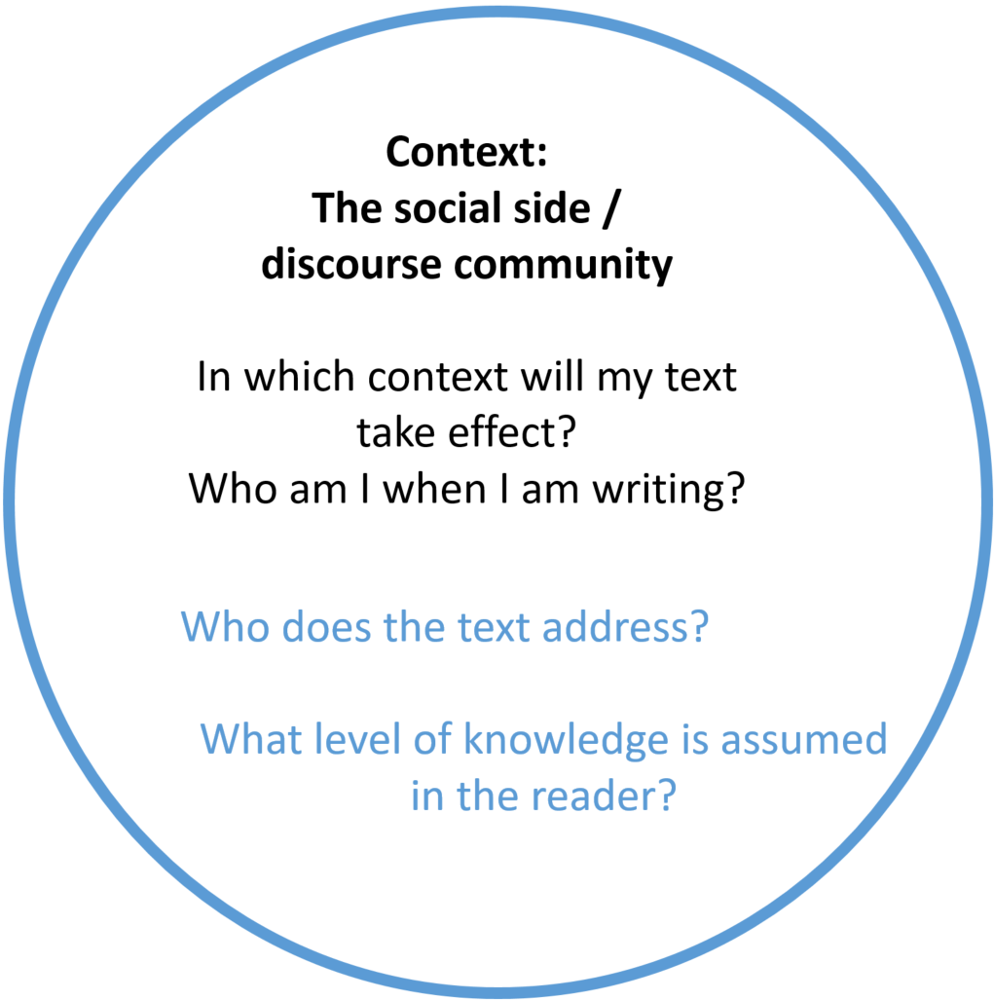 Context:
The social side /
discourse community
In which context will my text
take effect?
Who am I when I am writing?
Who does the text address?
What level of knowledge is assumed
in the reader?